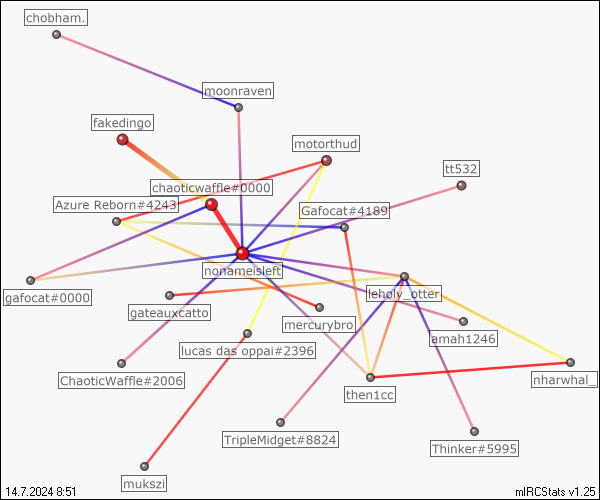 chobham.
moonraven
fakedingo
motorthud
tt532
chaoticwaffle#0000
Azure Reborn#4243
Gafocat#4189
nonameisleft
gafocat#0000
leholy_otter
gateauxcatto
mercurybro
amah1246
lucas das oppai#2396
ChaoticWaffle#2006
then1cc
nharwhal_
TripleMidget#8824
Thinker#5995
mukszi
14.7.2024 8:51
mIRCStats v1.25